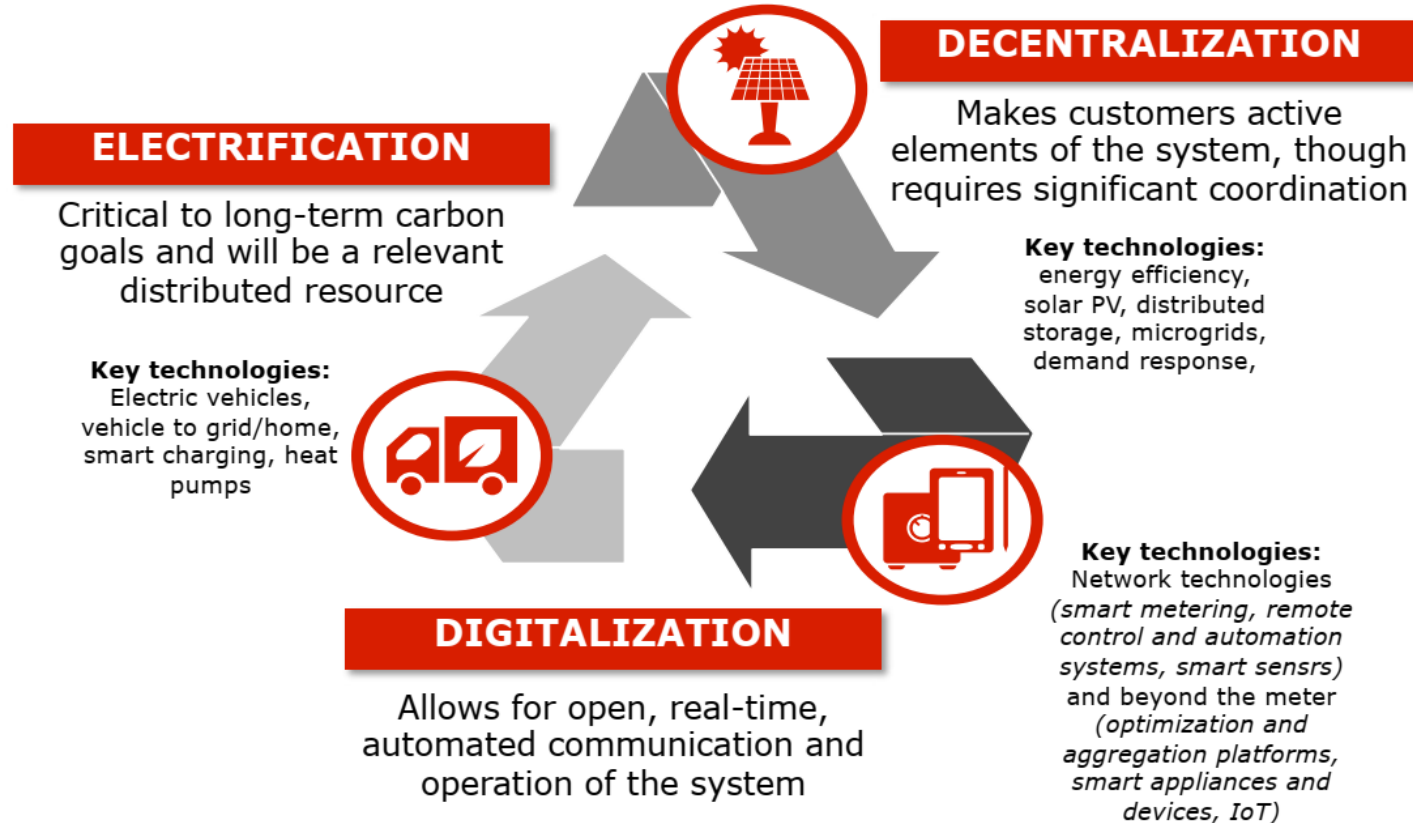 DECENTRALIZATION
Makes customers active
elements of the system, though
requires significant coordination
Key technologies:
energy efficiency,
solar PV, distributed
storage, microgrids,
demand response,
ELECTRIFICATION
Critical to long-term carbon
goals and will be a relevant
distributed resource
Key technologies:
Electric vehicles,
vehicle to grid/home,
smart charging, heat
pumps
DIGITALIZATION
Allows for open, real-time,
automated communication and
operation of the system
Key technologies:
Network technologies
(smart metering, remote
control and automation
systems, smart sensrs)
and beyond the meter
(optimization and
aggregation platforms,
smart appliances and
devices, IoT)